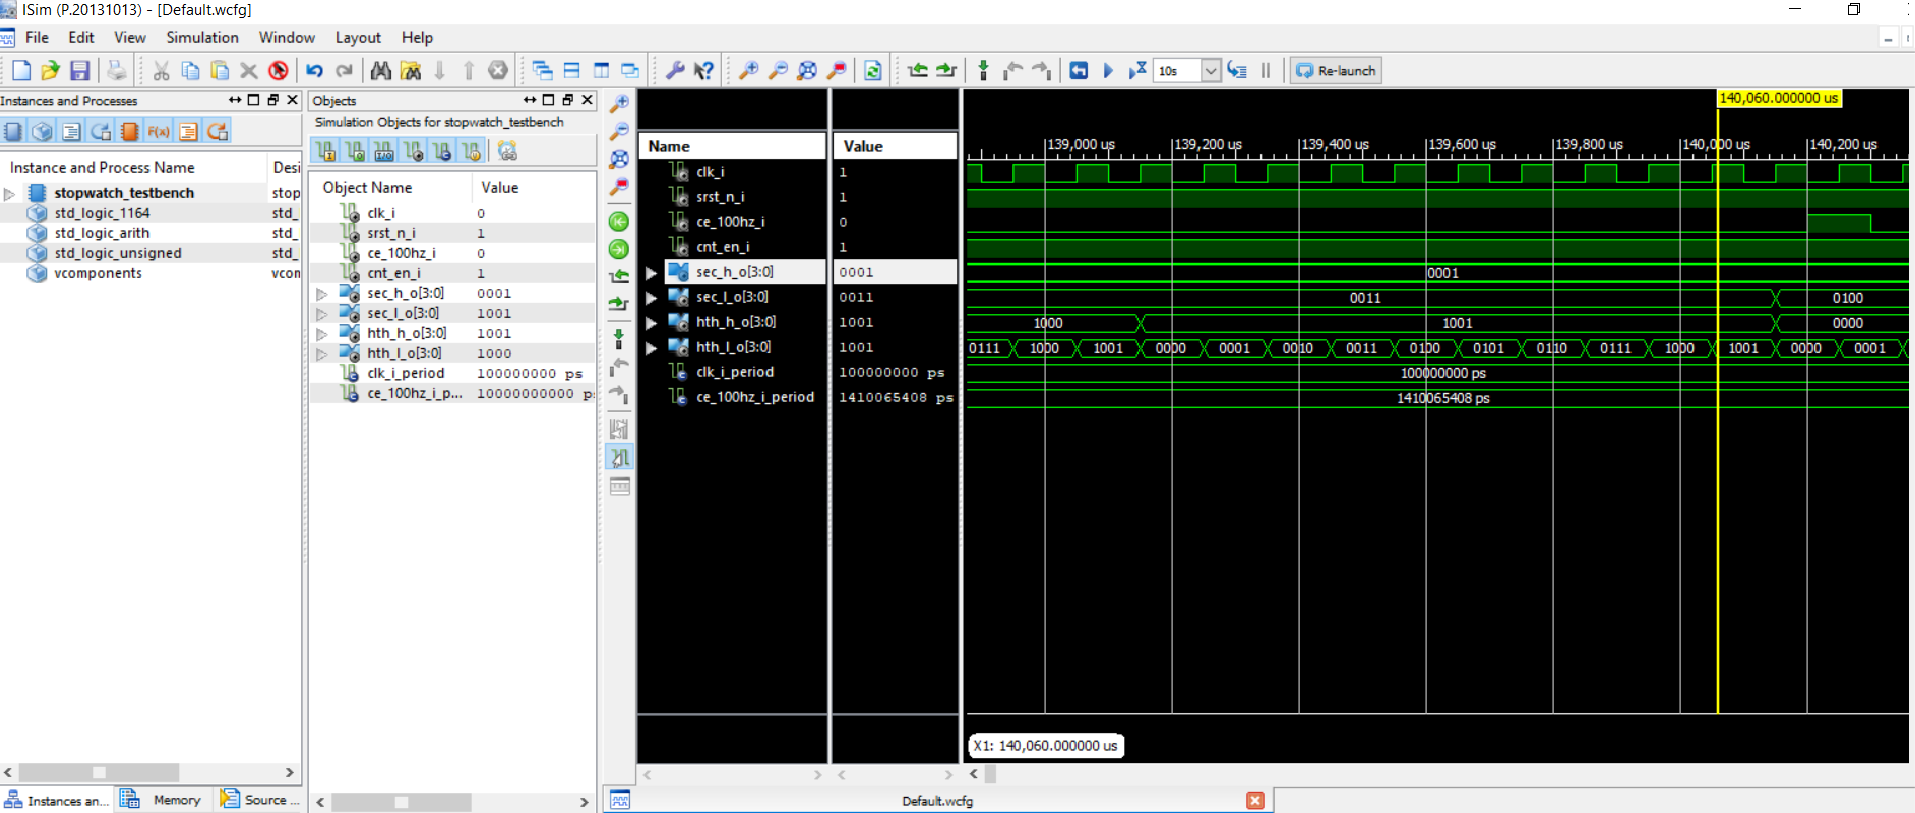 ISim (P.20131013) - [Default.wcfg]
File Edit View Simulation Window Layout Help
10s Re-launch
Instances and Processes
F(x)
Instance and Process Name Desi
stopwatch_testbench stop
std_logic_1164 std_
std_logic_arith std_
std_logic_unsigned std_
vcomponents vcon
Instances an... Memory Source ...
Objects
Simulation Objects for stopwatch_testbench
Object Name Value
clk_i 0
srst_n_i 1
ce_100hz_i 0
cnt_en_i 1
sec_h_o[3:0] 0001
sec_l_o[3:0] 1001
hth_h_o[3:0] 1001
hth_l_o[3:0] 1000
clk_i_period 100000000 ps
ce_100hz_i_p... 10000000000 p
Name Value
clk_i 1
srst_n_i 1
ce_100hz_i 0
cnt_en_i 1
sec_h_o[3:0] 0001
sec_l_o[3:0] 0011
hth_h_o[3:0] 1001
hth_l_o[3:0] 1001
clk_i_period 100000000 ps
ce_100hz_i_period 1410065408 ps
140,060.000000 us
139,000 us 139,200 us 139,400 us 139,600 us 139,800 us 140,000 us 140,200 us
0001
0011 0100
1000 1001 0000
0111 1000 1001 0000 0001 0010 0011 0100 0101 0110 0111 1000 1001 0000 0001
100000000 ps
1410065408 ps
X1: 140,060.000000 us
Default.wcfg